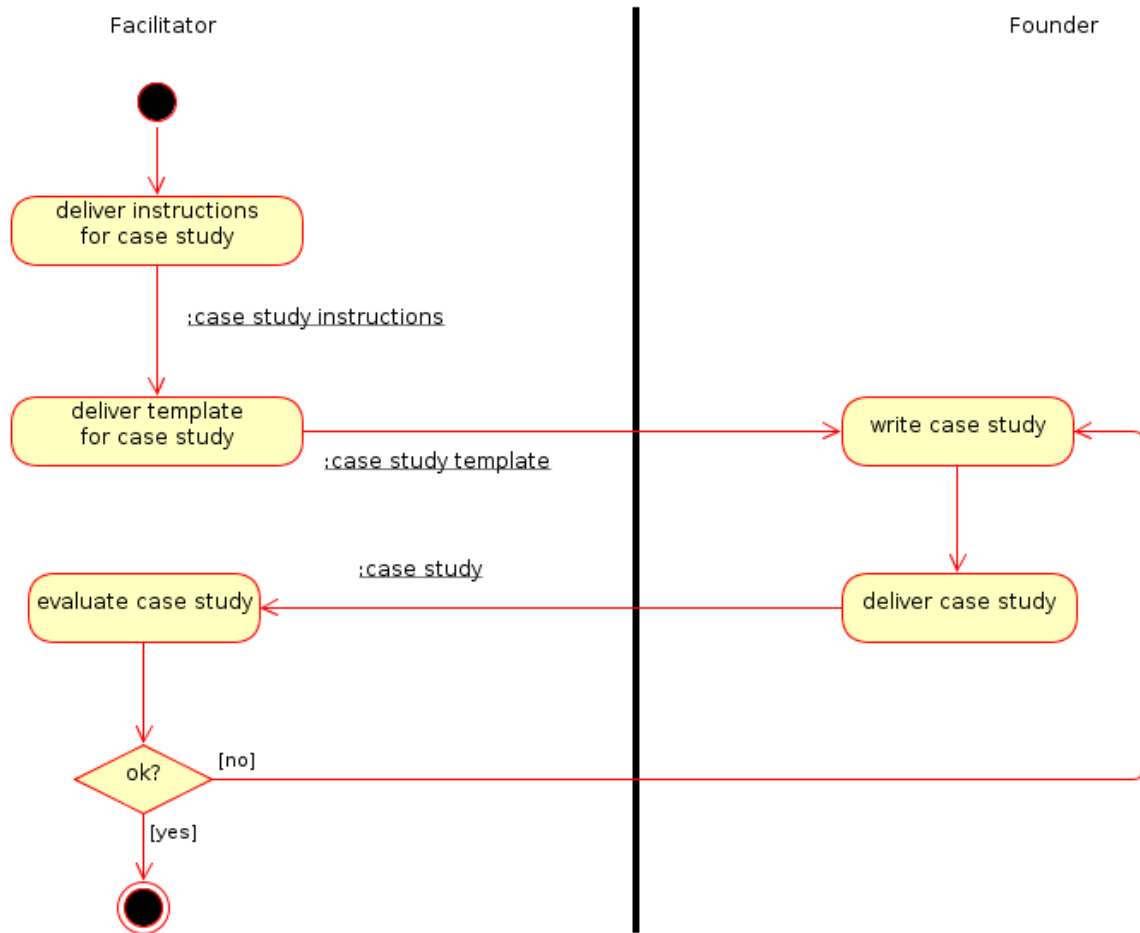 Facilitator
Founder
deliver instructions
for case study
:case study instructions
deliver template
for case study
write case study
:case study template
:case study
evaluate case study
deliver case study
ok?
[no]
[yes]